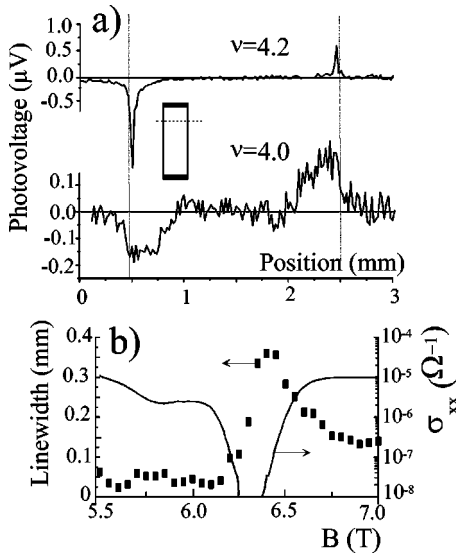 a)
ν=4.2
ν=4.0
Photovoltage (μV)
1.0
0.5
0.0
-0.5
0.1
0.0
-0.1
-0.2
Position (mm)
0 1 2 3
b)
Linewidth (mm)
0.4
0.3
0.2
0.1
0
10⁻⁴
10⁻⁵
10⁻⁶
10⁻⁷
10⁻⁸
σxx (Ω⁻¹)
5.5 6.0 6.5 7.0
B (T)